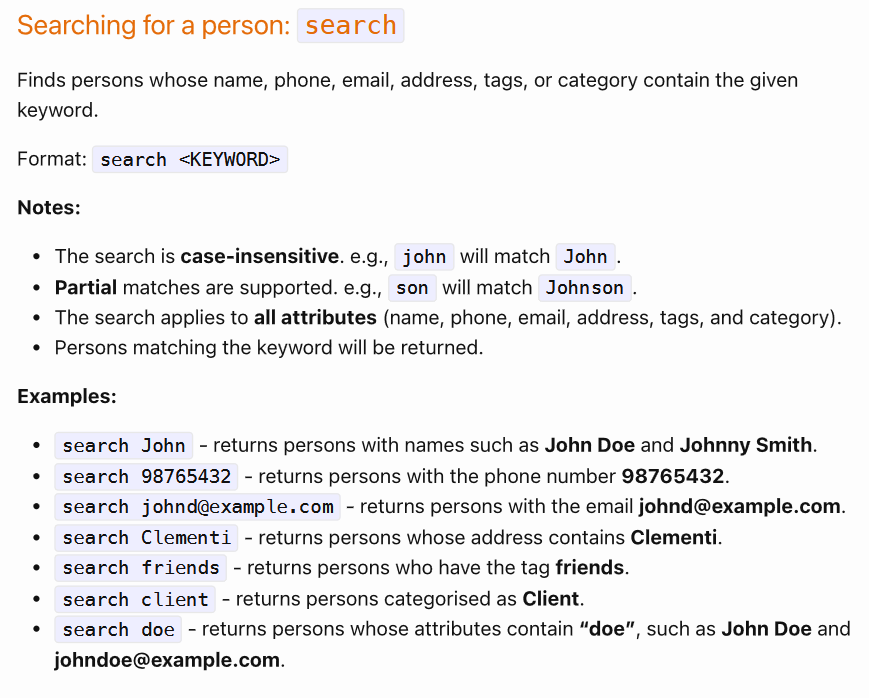 Searching for a person: search
Finds persons whose name, phone, email, address, tags, or category contain the given
keyword.
Format: search <KEYWORD>
Notes:
• The search is case-insensitive. e.g., john will match John .
• Partial matches are supported. e.g., son will match Johnson .
• The search applies to all attributes (name, phone, email, address, tags, and category).
• Persons matching the keyword will be returned.
Examples:
• search John - returns persons with names such as John Doe and Johnny Smith.
• search 98765432 - returns persons with the phone number 98765432.
• search johnd@example.com - returns persons with the email johnd@example.com.
• search Clementi - returns persons whose address contains Clementi.
• search friends - returns persons who have the tag friends.
• search client - returns persons categorised as Client.
• search doe - returns persons whose attributes contain “doe”, such as John Doe and
johndoe@example.com.